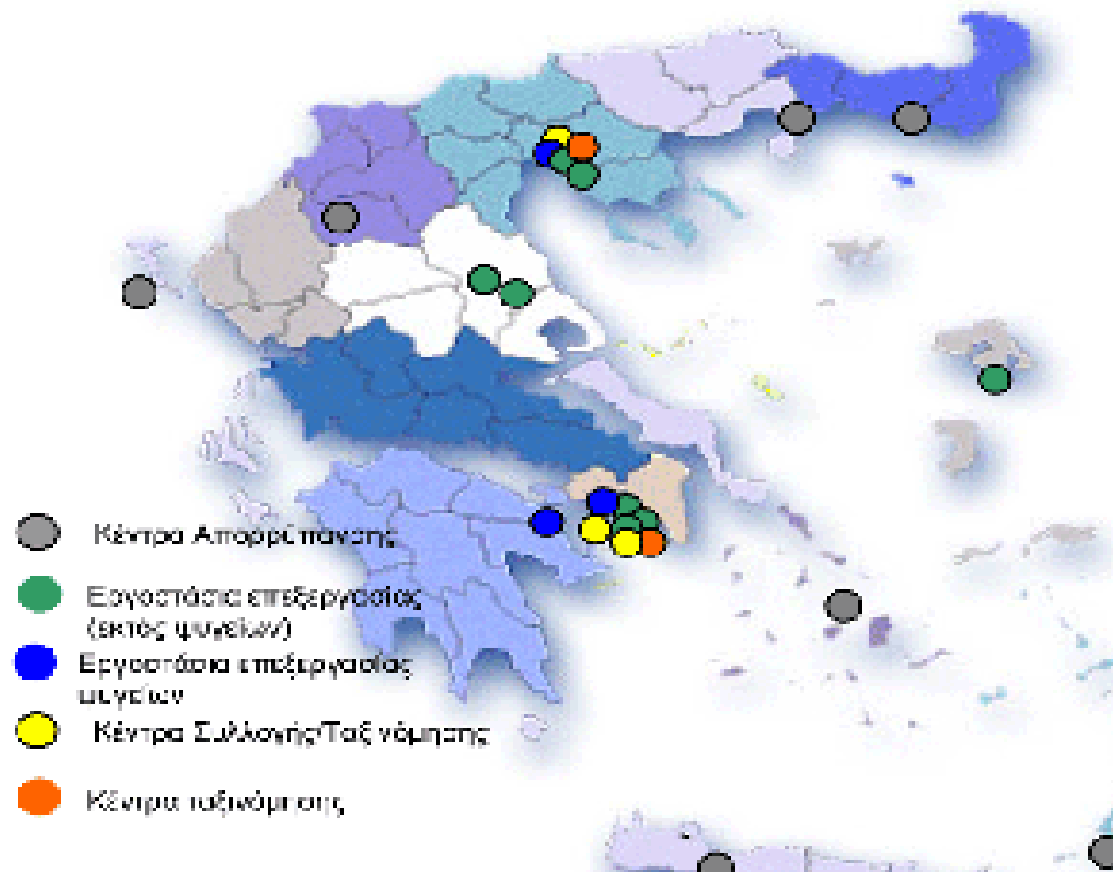 Κέντρα Απορρύπανσης
Εργοστάσια επεξεργασίας
(εκτός ψυγείων)
Εργοστάσια επεξεργασίας
ψυγείων
Κέντρα Συλλογής/Ταξινόμησης
Κέντρα ταξινόμησης